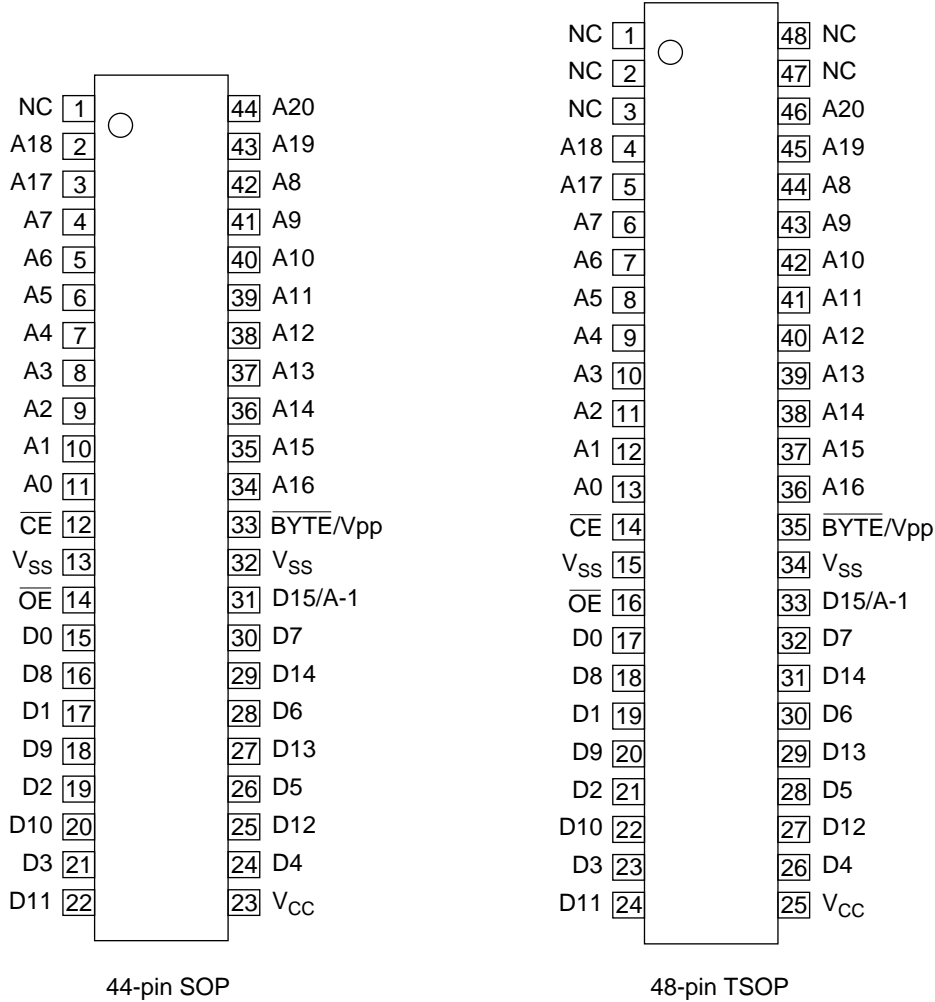 NC 1 44 A20
A18 2 43 A19
A17 3 42 A8
A7 4 41 A9
A6 5 40 A10
A5 6 39 A11
A4 7 38 A12
A3 8 37 A13
A2 9 36 A14
A1 10 35 A15
A0 11 34 A16
CE 12 33 BYTE/Vpp
VSS 13 32 VSS
OE 14 31 D15/A-1
D0 15 30 D7
D8 16 29 D14
D1 17 28 D6
D9 18 27 D13
D2 19 26 D5
D10 20 25 D12
D3 21 24 D4
D11 22 23 VCC
44-pin SOP
NC 1 48 NC
NC 2 47 NC
NC 3 46 A20
A18 4 45 A19
A17 5 44 A8
A7 6 43 A9
A6 7 42 A10
A5 8 41 A11
A4 9 40 A12
A3 10 39 A13
A2 11 38 A14
A1 12 37 A15
A0 13 36 A16
CE 14 35 BYTE/Vpp
VSS 15 34 VSS
OE 16 33 D15/A-1
D0 17 32 D7
D8 18 31 D14
D1 19 30 D6
D9 20 29 D13
D2 21 28 D5
D10 22 27 D12
D3 23 26 D4
D11 24 25 VCC
48-pin TSOP